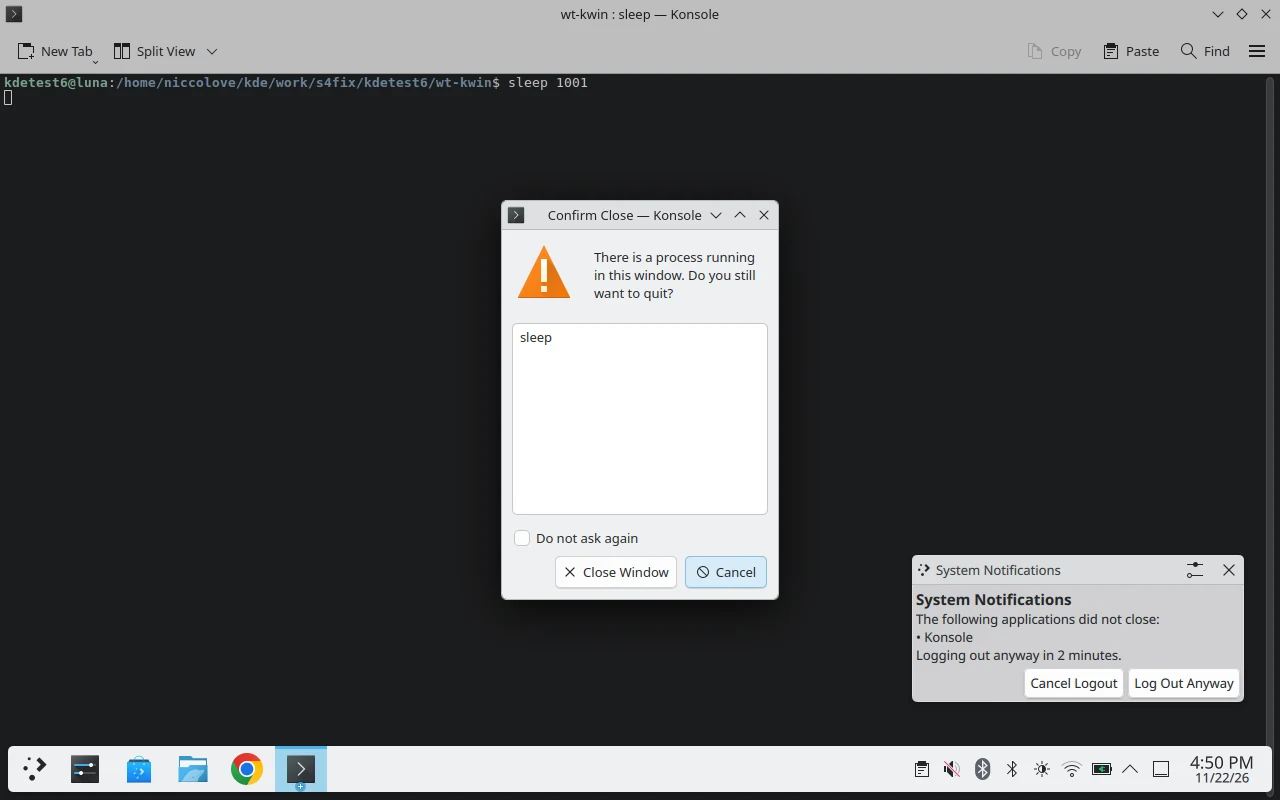 wt-kwin : sleep — Konsole
New Tab Split View Copy Paste Find
kdetest6@luna:/home/niccolove/kde/work/s4fix/kdetest6/wt-kwin$ sleep 1001
Confirm Close — Konsole
There is a process running
in this window. Do you still
want to quit?
sleep
Do not ask again
Close Window Cancel
System Notifications
System Notifications
The following applications did not close:
• Konsole
Logging out anyway in 2 minutes.
Cancel Logout Log Out Anyway
4:50 PM
11/22/26